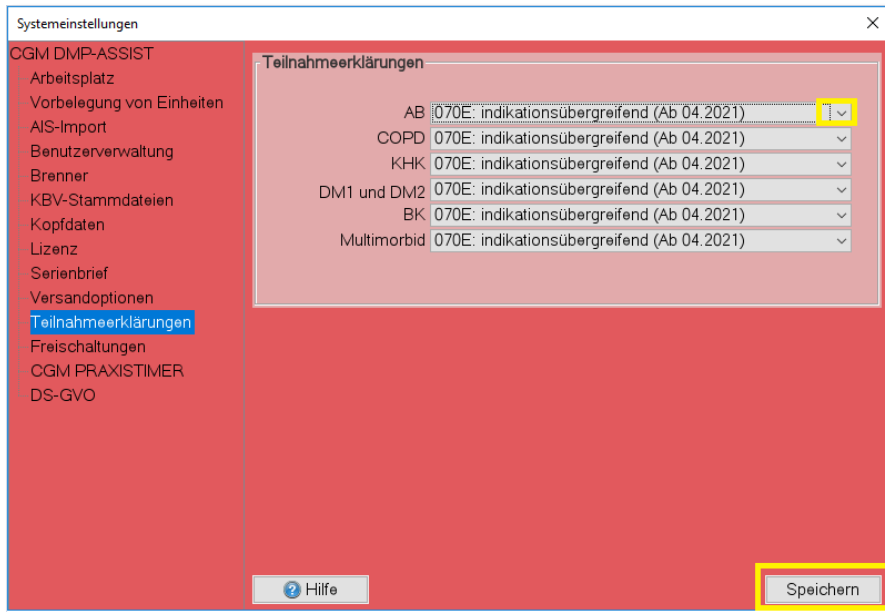 Systemeinstellungen
CGM DMP-ASSIST
Arbeitsplatz
Vorbelegung von Einheiten
AIS-Import
Benutzerverwaltung
Brenner
KBV-Stammdateien
Kopfdaten
Lizenz
Serienbrief
Versandoptionen
Teilnahmeerklärungen
Freischaltungen
CGM PRAXISTIMER
DS-GVO
Teilnahmeerklärungen
AB 070E: indikationsübergreifend (Ab 04.2021)
COPD 070E: indikationsübergreifend (Ab 04.2021)
KHK 070E: indikationsübergreifend (Ab 04.2021)
DM1 und DM2 070E: indikationsübergreifend (Ab 04.2021)
BK 070E: indikationsübergreifend (Ab 04.2021)
Multimorbid 070E: indikationsübergreifend (Ab 04.2021)
Hilfe
Speichern